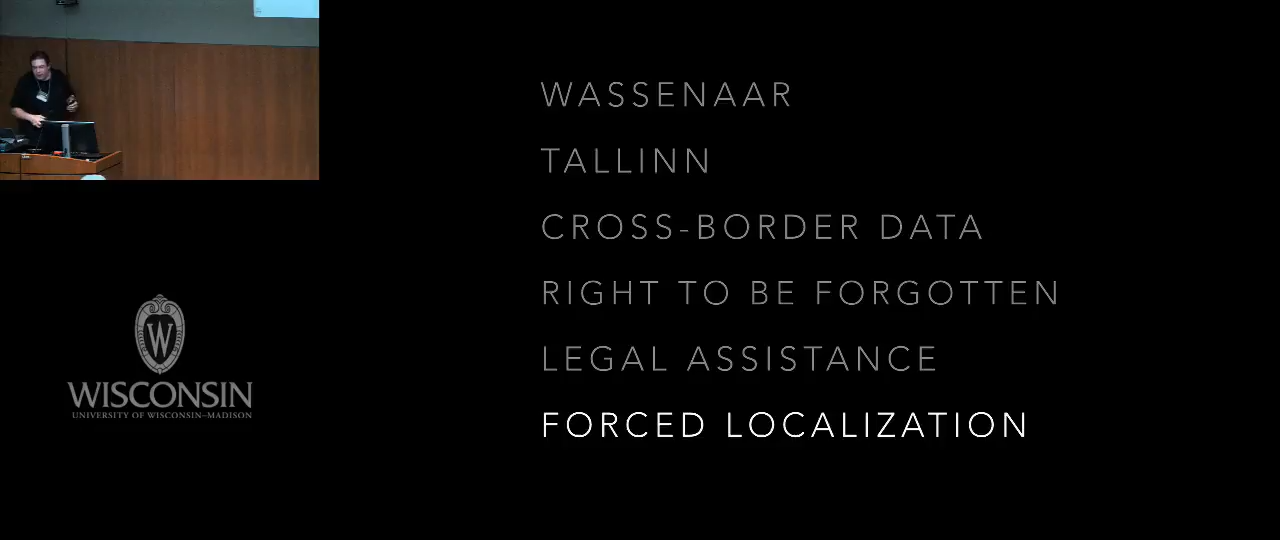 WASSENAAR
TALLINN
CROSS-BORDER DATA
RIGHT TO BE FORGOTTEN
LEGAL ASSISTANCE
FORCED LOCALIZATION
W
WISCONSIN
UNIVERSITY OF WISCONSIN–MADISON